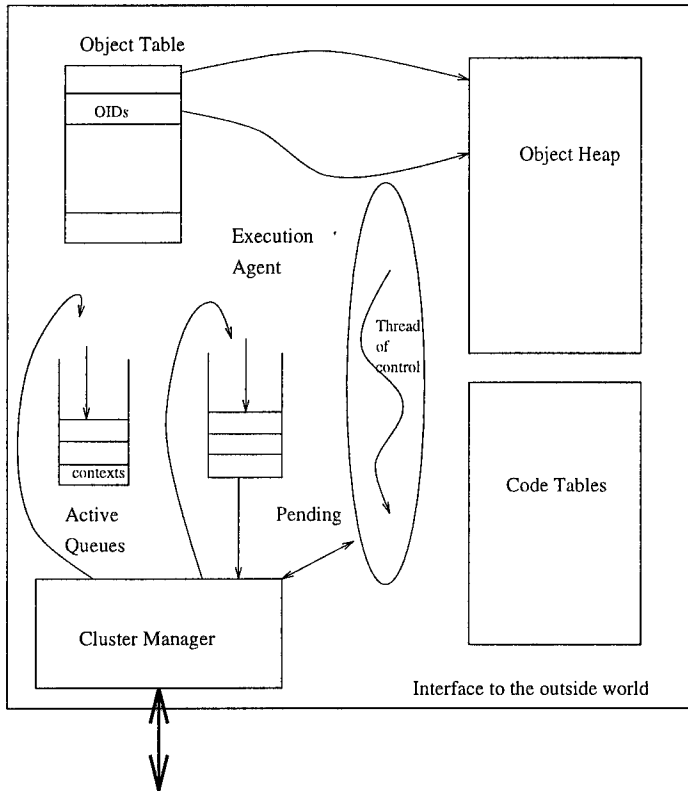 Object Table
OIDs
Object Heap
Execution
Agent
Thread
of
control
contexts
Active
Queues
Pending
Code Tables
Cluster Manager
Interface to the outside world